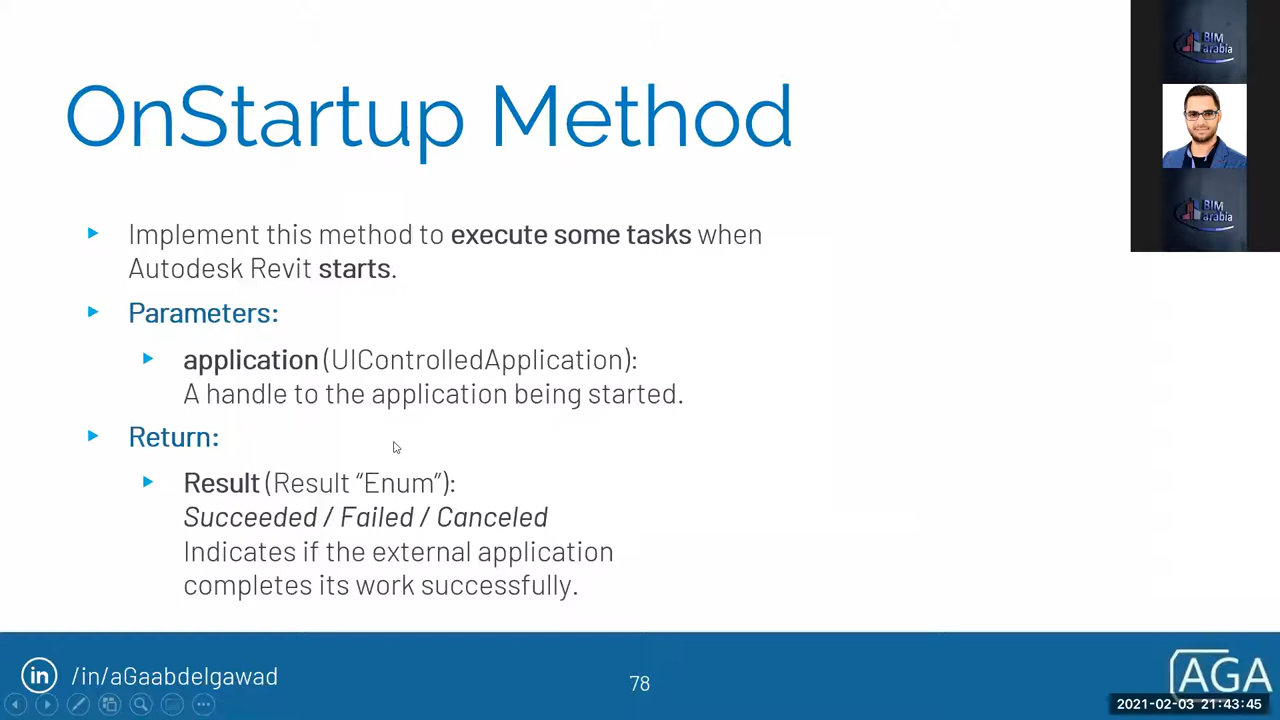 OnStartup Method
BIM
arabia
Implement this method to execute some tasks when
Autodesk Revit starts.
Parameters:
application (UIControlledApplication):
A handle to the application being started.
Return:
Result (Result “Enum”):
Succeeded / Failed / Canceled
Indicates if the external application
completes its work successfully.
BIM
arabia
in
/in/aGaabdelgawad
78
AGA
2021-02-03 21:43:45